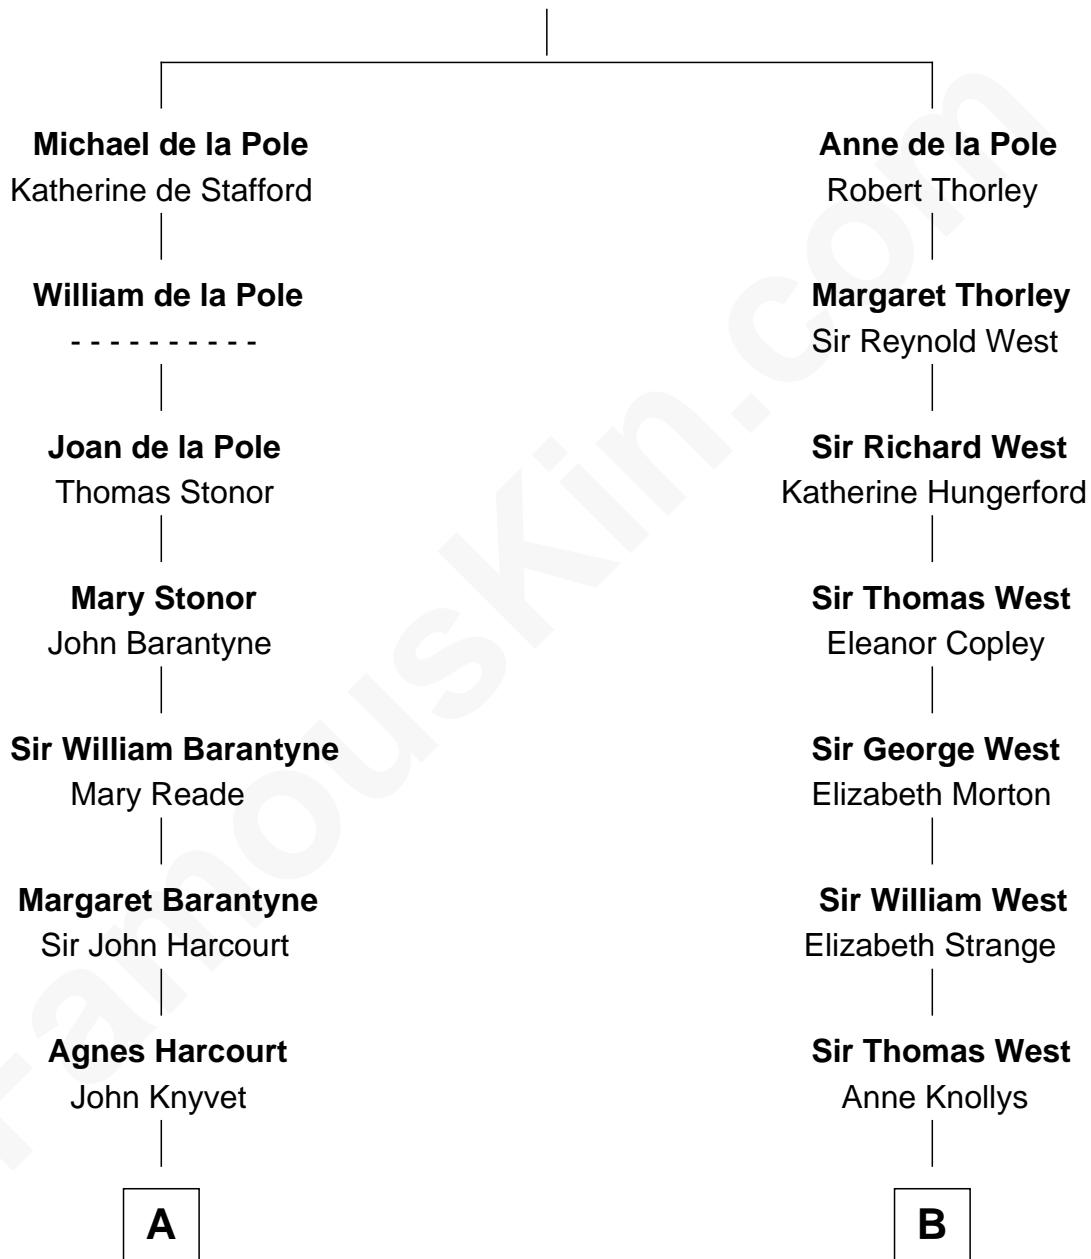 Michael de la Pole
Katherine de Stafford
William de la Pole
- - - - - - - - - -
Joan de la Pole
Thomas Stonor
Mary Stonor
John Barantyne
Sir William Barantyne
Mary Reade
Margaret Barantyne
Sir John Harcourt
Agnes Harcourt
John Knyvet
A
Anne de la Pole
Robert Thorley
Margaret Thorley
Sir Reynold West
Sir Richard West
Katherine Hungerford
Sir Thomas West
Eleanor Copley
Sir George West
Elizabeth Morton
Sir William West
Elizabeth Strange
Sir Thomas West
Anne Knollys
B
FamousKin.com